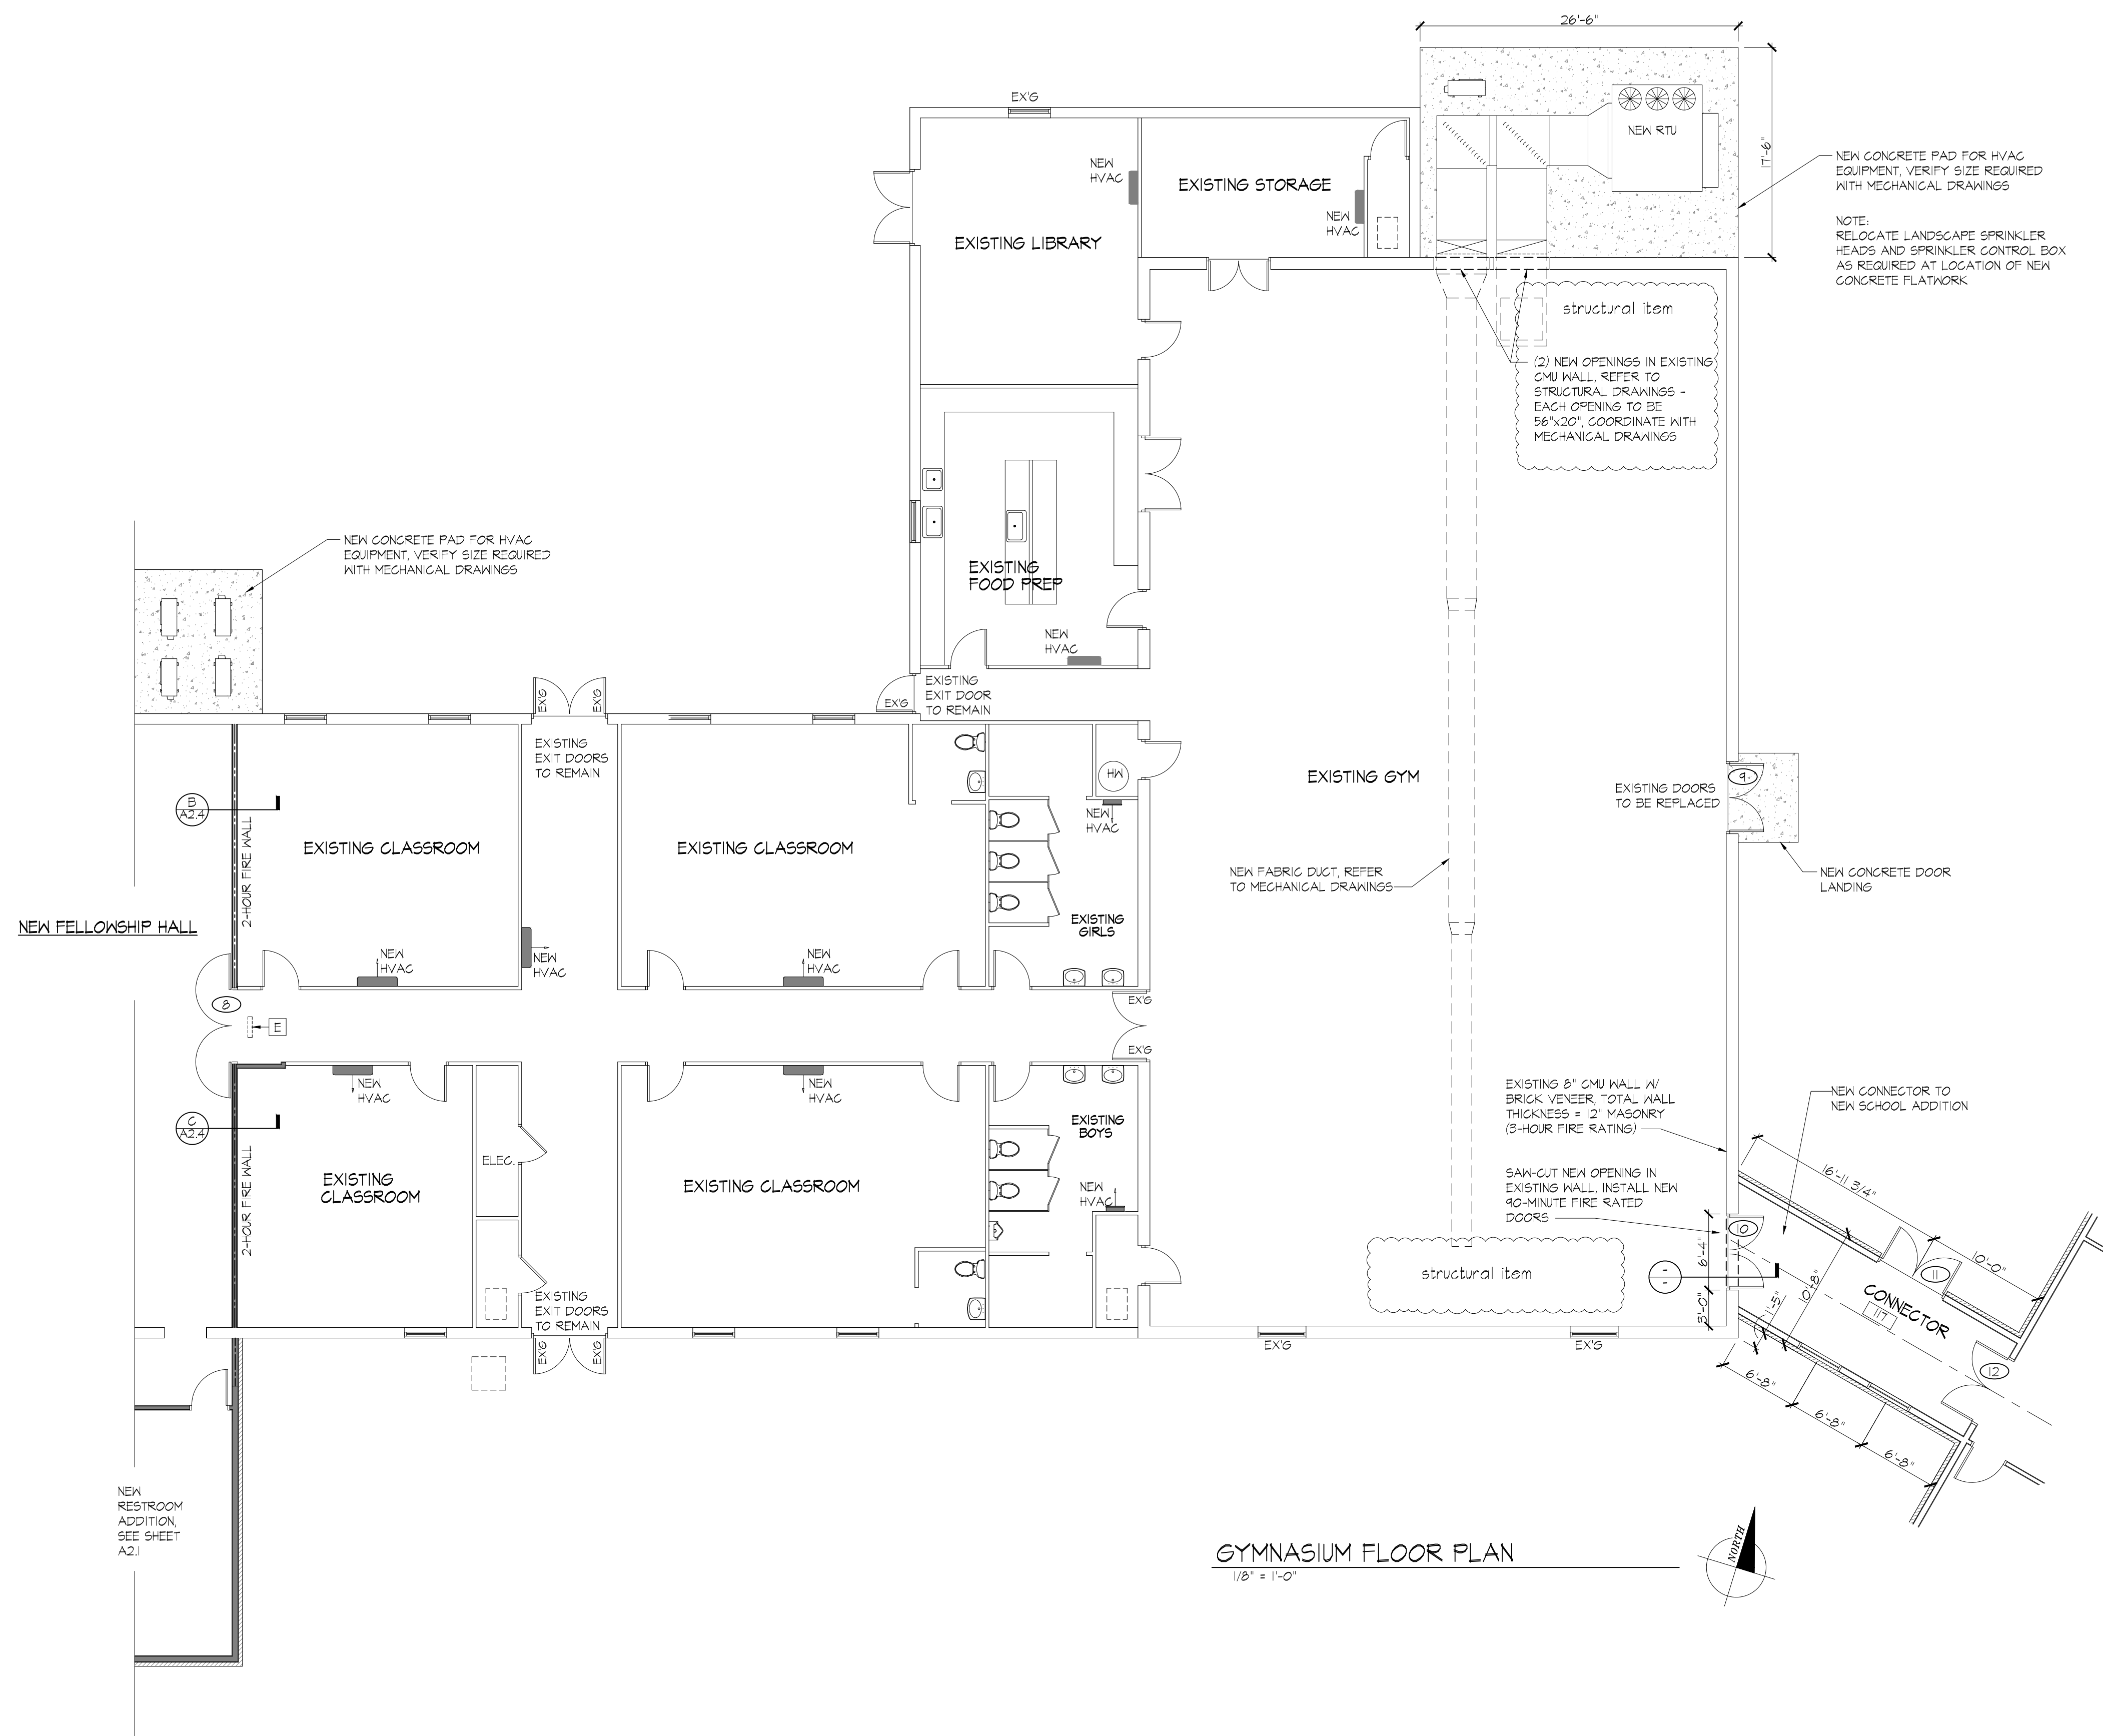 26'-6"
EX'G
NEW RTU
17'-6"
NEW CONCRETE PAD FOR HVAC
EQUIPMENT, VERIFY SIZE REQUIRED
WITH MECHANICAL DRAWINGS
NOTE:
RELOCATE LANDSCAPE SPRINKLER
HEADS AND SPRINKLER CONTROL BOX
AS REQUIRED AT LOCATION OF NEW
CONCRETE FLATWORK
NEW
HVAC
EXISTING STORAGE
NEW
HVAC
EXISTING LIBRARY
structural item
(2) NEW OPENINGS IN EXISTING
CMU WALL, REFER TO
STRUCTURAL DRAWINGS -
EACH OPENING TO BE
56"x20", COORDINATE WITH
MECHANICAL DRAWINGS
NEW CONCRETE PAD FOR HVAC
EQUIPMENT, VERIFY SIZE REQUIRED
WITH MECHANICAL DRAWINGS
EXISTING
FOOD PREP
NEW
HVAC
EXISTING
EXIT DOOR
TO REMAIN
EX'G
EX'G
EX'G
EXISTING
EXIT DOORS
TO REMAIN
HW
EXISTING GYM
9
EXISTING DOORS
TO BE REPLACED
B
A2.4
2-HOUR FIRE WALL
EXISTING CLASSROOM
EXISTING CLASSROOM
NEW
HVAC
NEW FABRIC DUCT, REFER
TO MECHANICAL DRAWINGS
NEW CONCRETE DOOR
LANDING
NEW FELLOWSHIP HALL
EXISTING
GIRLS
NEW
HVAC
NEW
HVAC
NEW
HVAC
8
E
EX'G
EX'G
NEW
HVAC
NEW
HVAC
EXISTING 8" CMU WALL W/
BRICK VENEER, TOTAL WALL
THICKNESS = 12" MASONRY
(3-HOUR FIRE RATING)
NEW CONNECTOR TO
NEW SCHOOL ADDITION
C
A2.4
2-HOUR FIRE WALL
ELEC.
EXISTING
BOYS
EXISTING
CLASSROOM
EXISTING CLASSROOM
NEW
HVAC
SAW-CUT NEW OPENING IN
EXISTING WALL, INSTALL NEW
90-MINUTE FIRE RATED
DOORS
16'-11 3/4"
10
6'-4"
3'-0"
10'-0"
11
10'-8"
1'-5"
CONNECTOR
117
structural item
-
-
EXISTING
EXIT DOORS
TO REMAIN
EX'G
EX'G
EX'G
EX'G
12
6'-8"
6'-8"
6'-8"
NEW
RESTROOM
ADDITION,
SEE SHEET
A2.1
GYMNASIUM FLOOR PLAN
1/8" = 1'-0"
NORTH